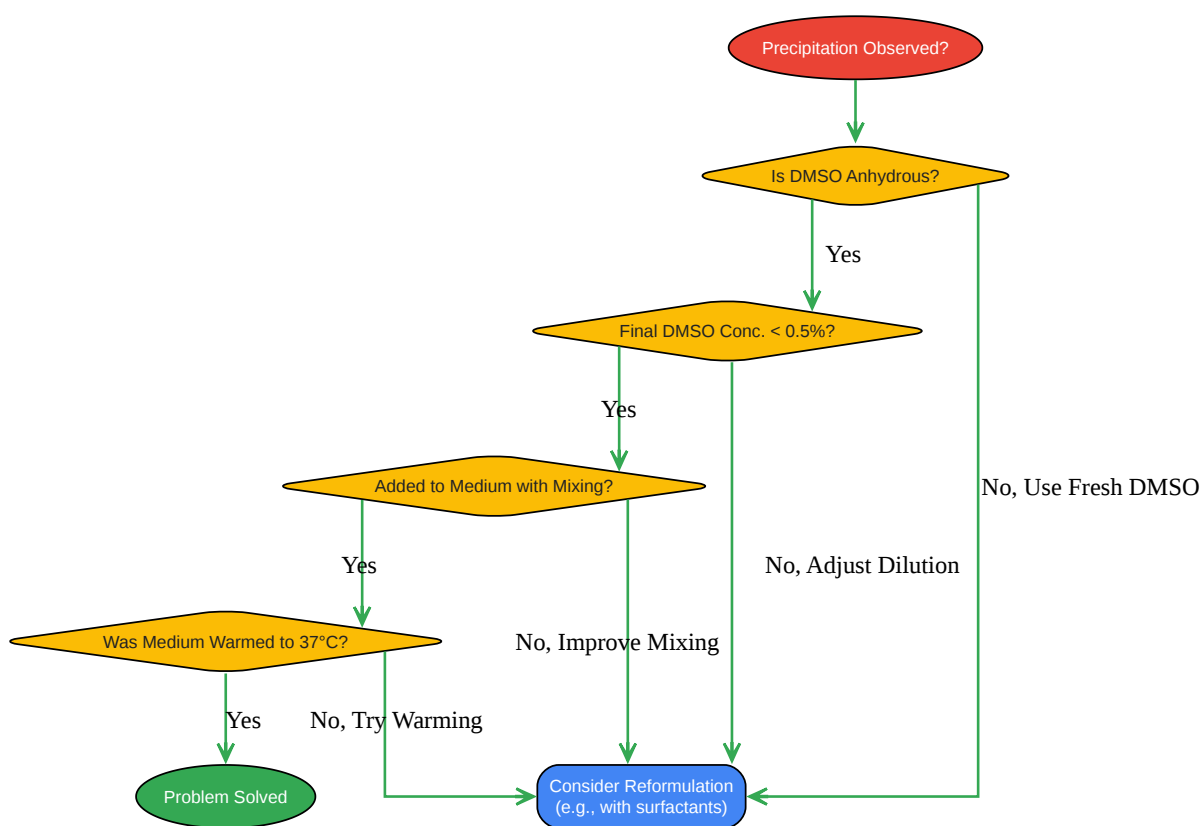 Precipitation Observed?
Is DMSO Anhydrous?
Yes
Final DMSO Conc. < 0.5%?
Yes
Added to Medium with Mixing?
No, Use Fresh DMSO
Yes
No, Adjust Dilution
Was Medium Warmed to 37°C?
No, Improve Mixing
Yes
No, Try Warming
Problem Solved
Consider Reformulation
(e.g., with surfactants)